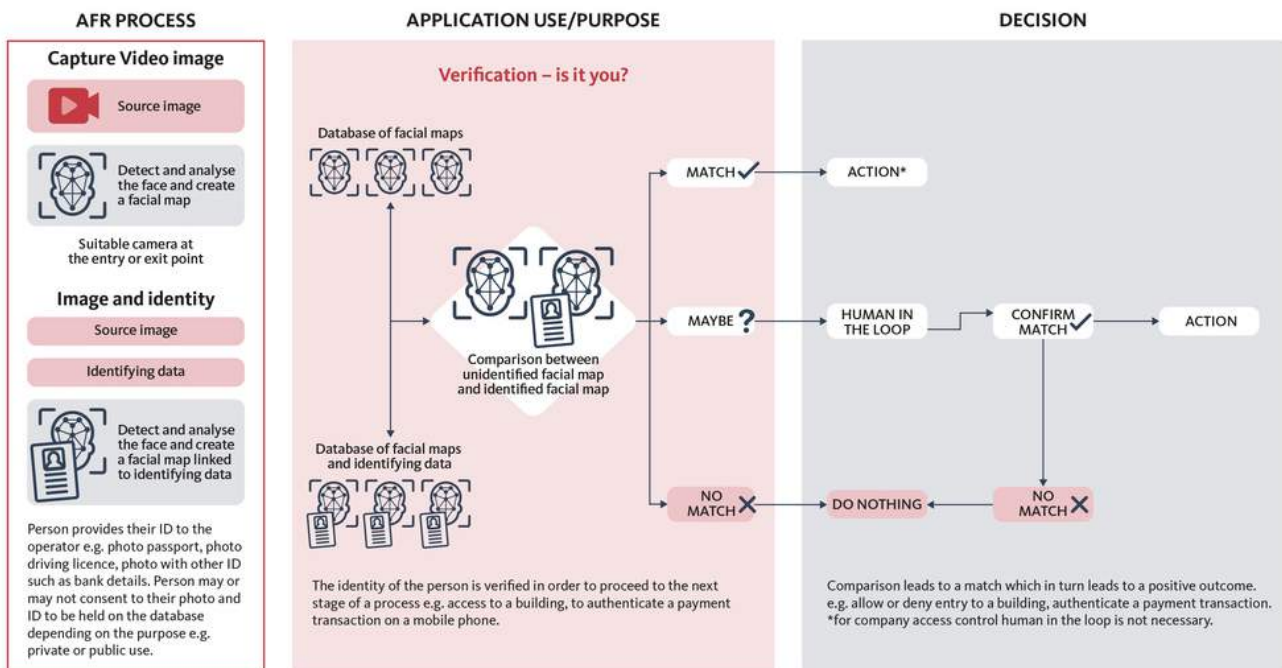 AFR PROCESS
Capture Video image
Source image
Detect and analyse
the face and create
a facial map
Suitable camera at
the entry or exit point
Image and identity
Source image
Identifying data
Detect and analyse
the face and create
a facial map linked
to identifying data
Person provides their ID to the
operator e.g. photo passport, photo
driving licence, photo with other ID
such as bank details. Person may or
may not consent to their photo and
ID to be held on the database
depending on the purpose e.g.
private or public use.
APPLICATION USE/PURPOSE
Verification – is it you?
Database of facial maps
Comparison between
unidentified facial map
and identified facial map
Database of facial maps
and identifying data
MATCH
MAYBE ?
NO
MATCH
The identity of the person is verified in order to proceed to the next
stage of a process e.g. access to a building, to authenticate a payment
transaction on a mobile phone.
DECISION
ACTION*
HUMAN IN
THE LOOP
CONFIRM
MATCH
ACTION
DO NOTHING
NO
MATCH
Comparison leads to a match which in turn leads to a positive outcome.
e.g. allow or deny entry to a building, authenticate a payment transaction.
*for company access control human in the loop is not necessary.